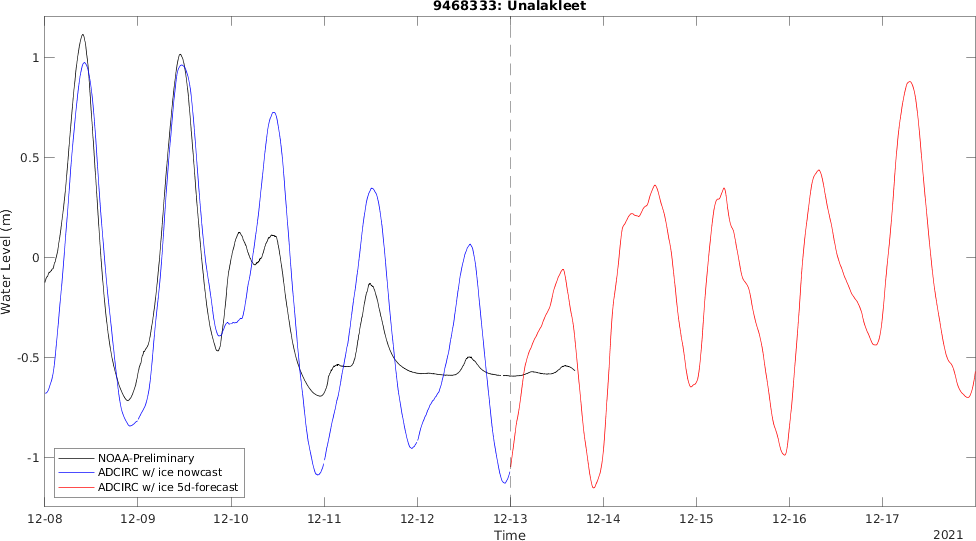 9468333: Unalakleet
Water Level (m)
1
0.5
0
-0.5
-1
NOAA-Preliminary
ADCIRC w/ ice nowcast
ADCIRC w/ ice 5d-forecast
12-08 12-09 12-10 12-11 12-12 12-13 12-14 12-15 12-16 12-17
Time
2021